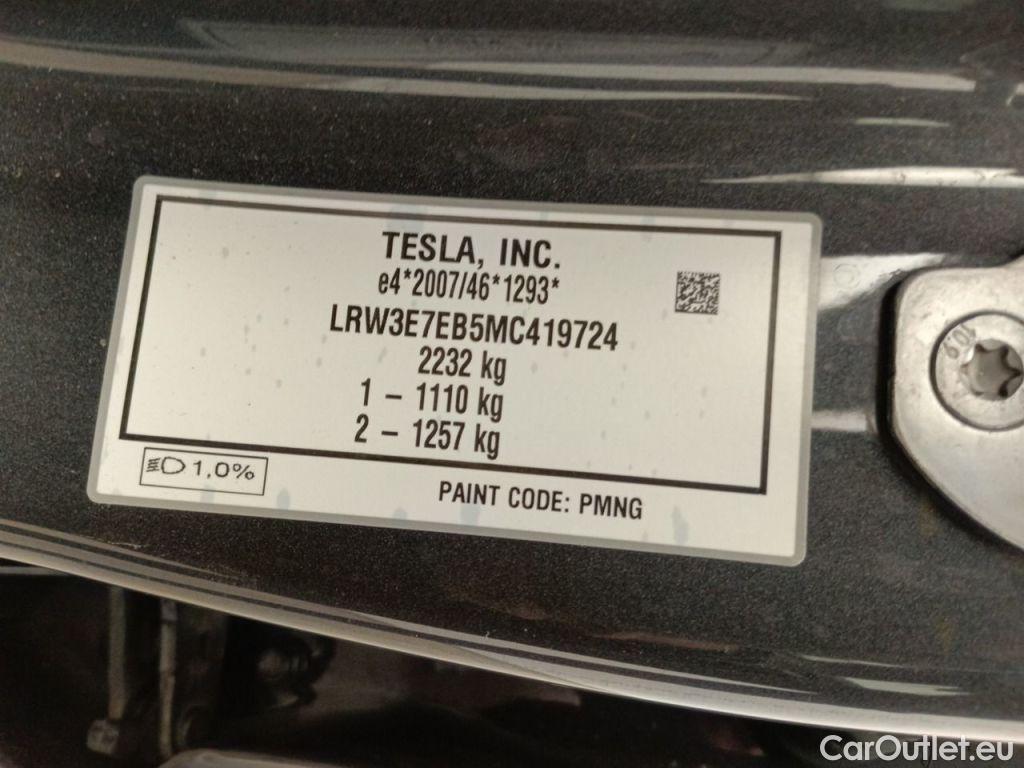 TESLA, INC.
e4*2007/46*1293*
LRW3E7EB5MC419724
2232 kg
1 – 1110 kg
2 – 1257 kg
1,0%
PAINT CODE: PMNG
CarOutlet.eu